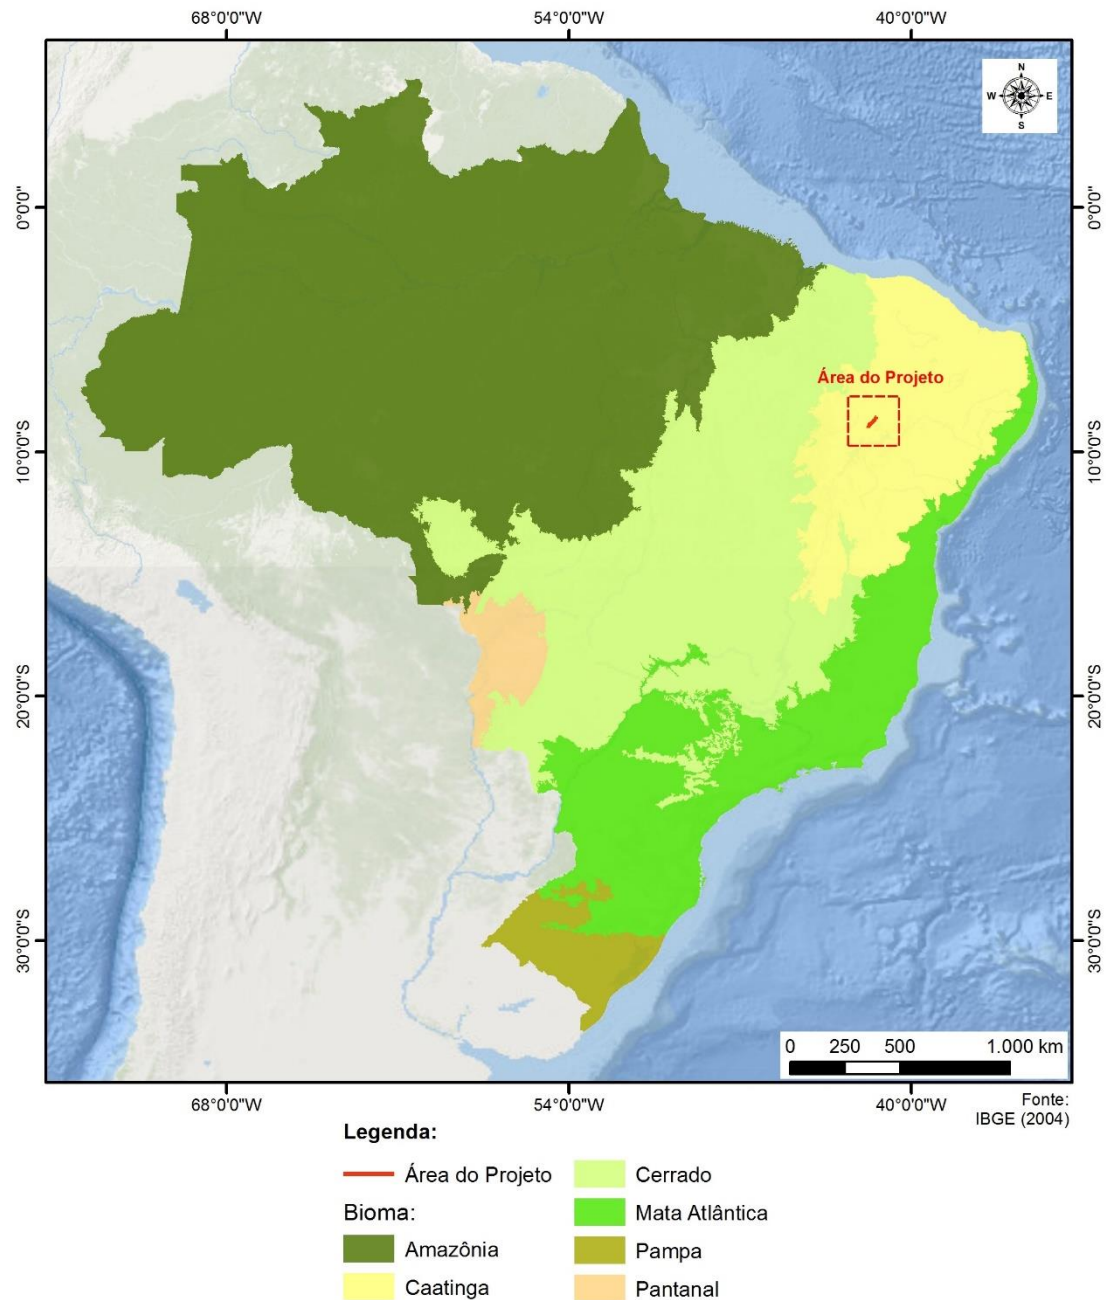 68°0'0"W 54°0'0"W 40°0'0"W
N
W E
S
0°0'0" 0°0'0"
Área do Projeto
10°0'0"S 10°0'0"S
20°0'0"S 20°0'0"S
30°0'0"S 30°0'0"S
0 250 500 1.000 km
68°0'0"W 54°0'0"W 40°0'0"W
Fonte:
IBGE (2004)
Legenda:
Área do Projeto
Bioma:
Amazônia
Caatinga
Cerrado
Mata Atlântica
Pampa
Pantanal